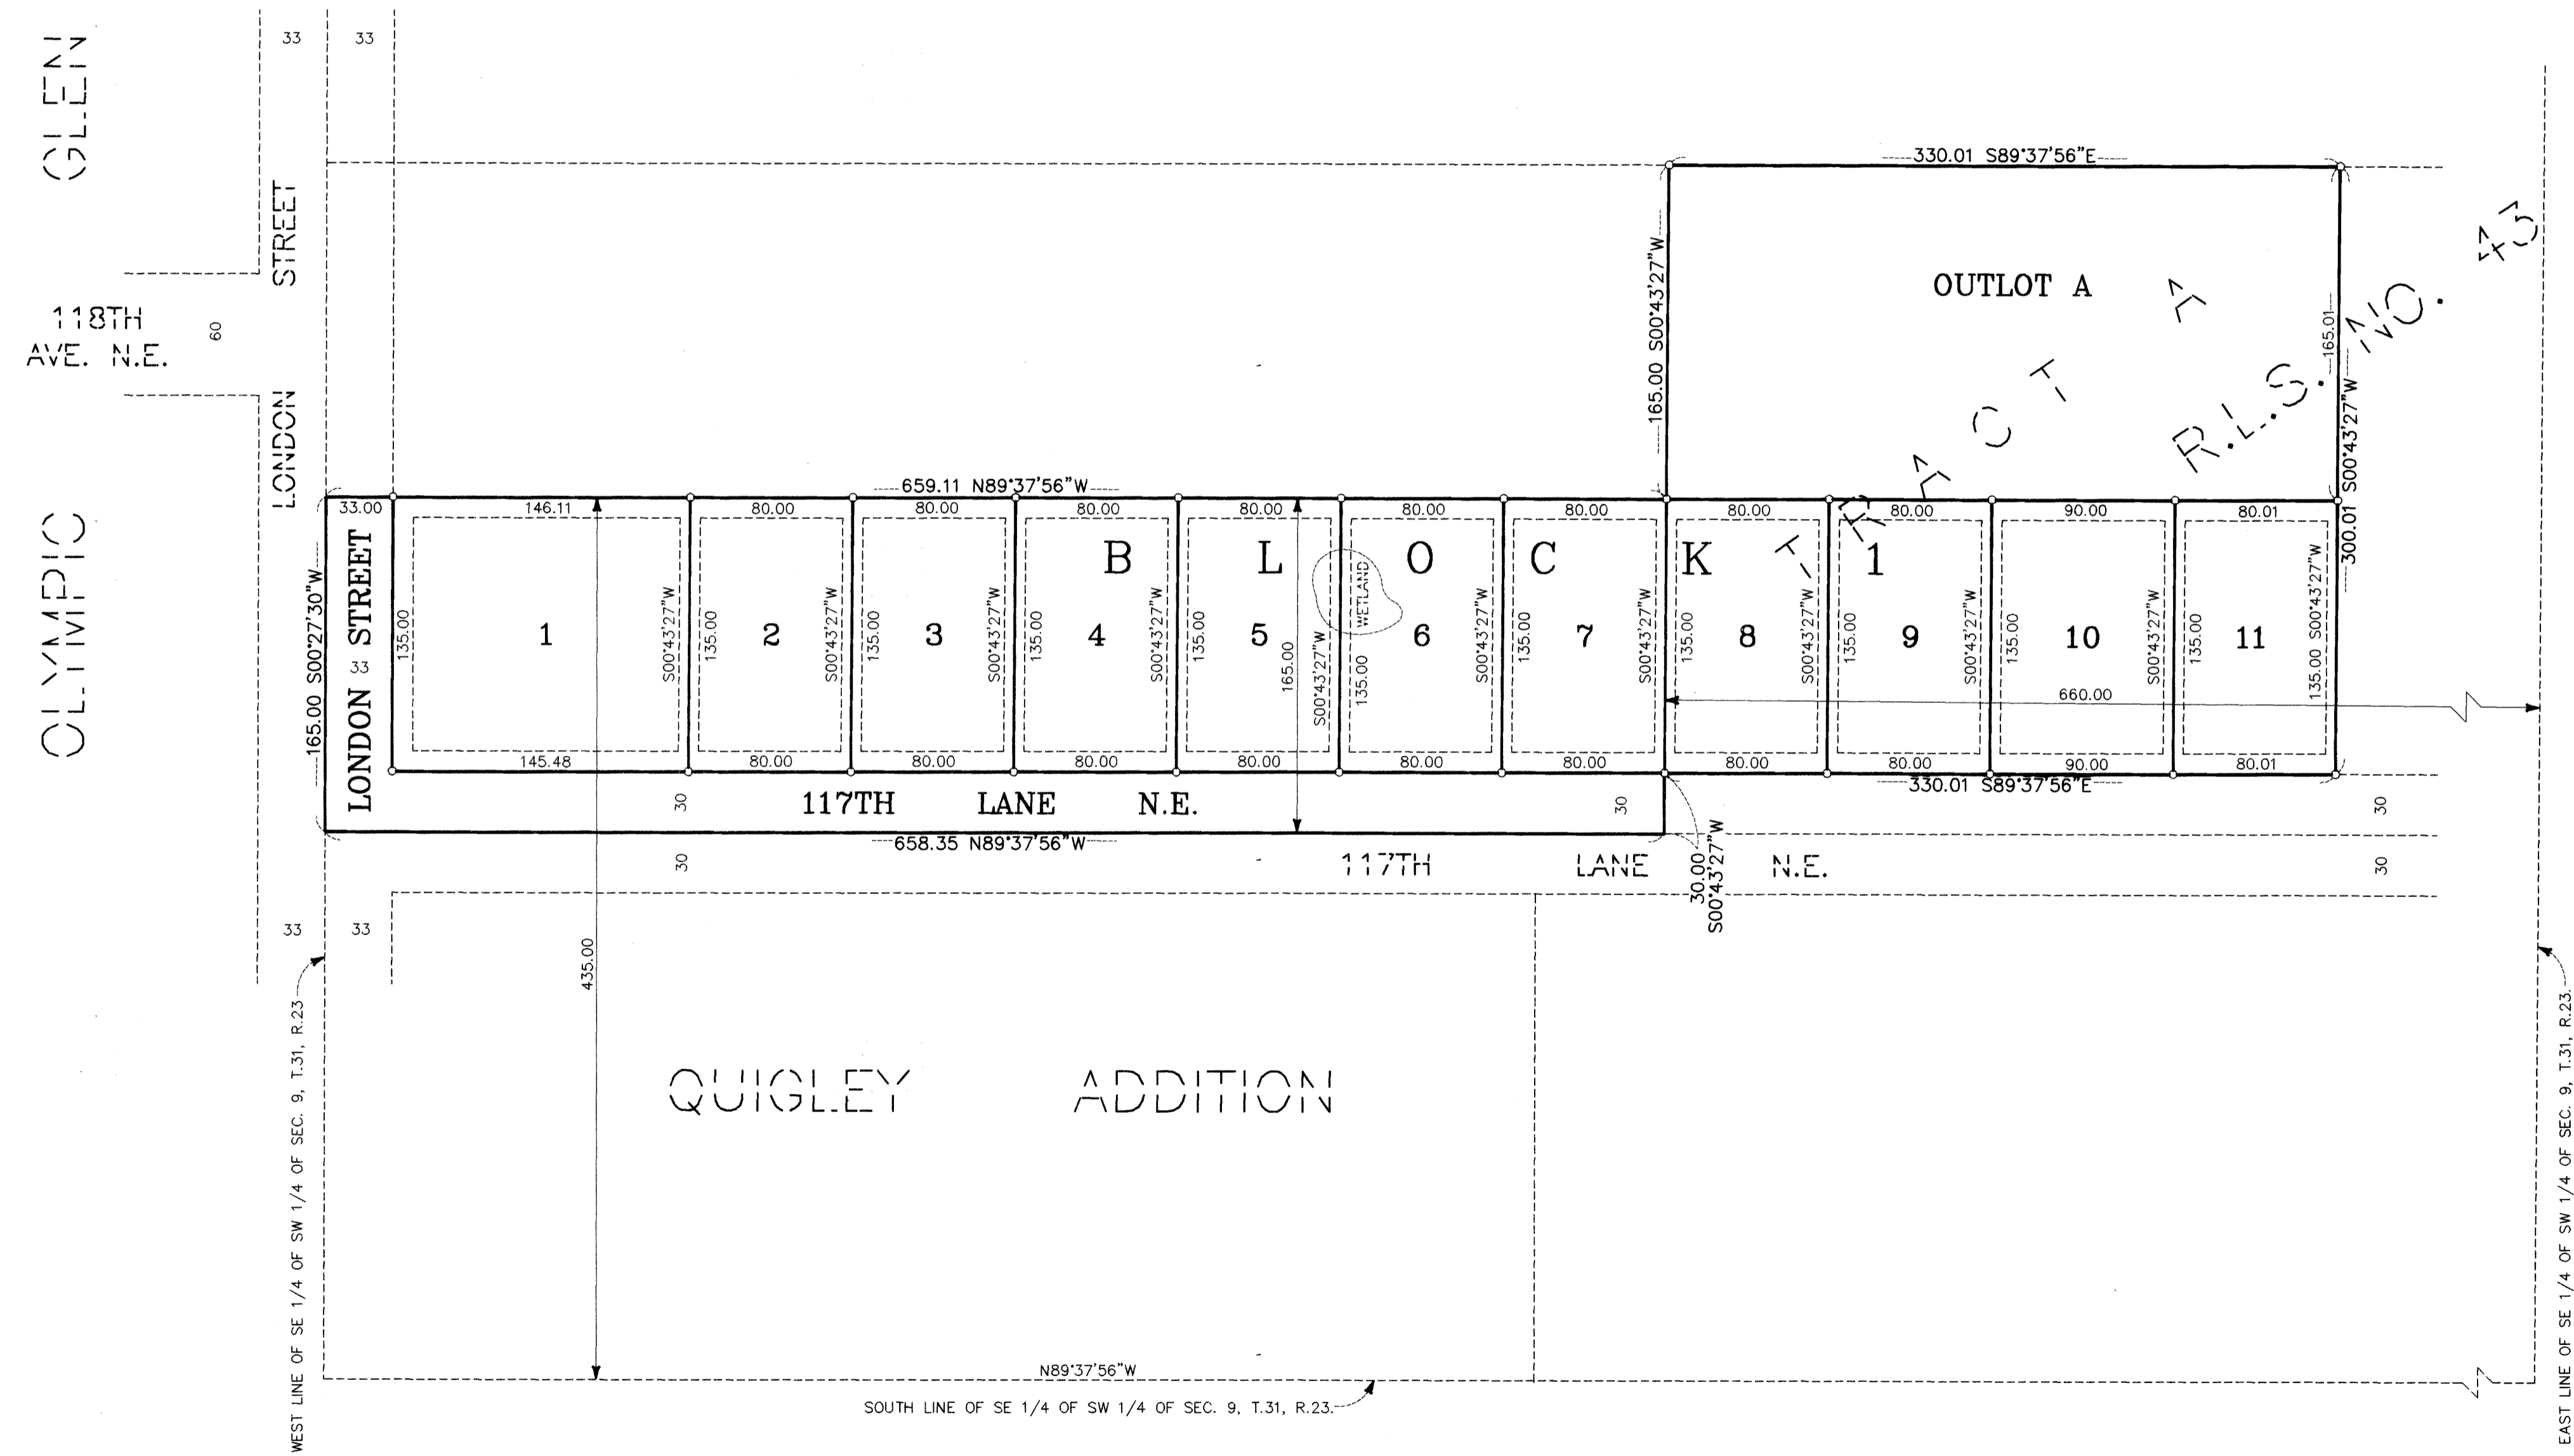 GLEN
OLYMPIC
33
33
LONDON STREET
118TH
AVE. N.E.
60
330.01 S89°37'56"E
165.00 S00°43'27"W
OUTLOT A
165.01
300.01 S00°43'27"W
TRACT A
R.L.S. NO. 43
659.11 N89°37'56"W
33.00
146.11
80.00
80.00
80.00
80.00
80.00
80.00
80.00
80.00
90.00
80.01
BLOCK 1
165.00 S00°27'30"W
LONDON STREET
33
135.00
1
S00°43'27"W
135.00
2
S00°43'27"W
135.00
3
S00°43'27"W
135.00
4
S00°43'27"W
135.00
5
165.00
S00°43'27"W
WETLAND
135.00
6
S00°43'27"W
135.00
7
S00°43'27"W
135.00
8
S00°43'27"W
135.00
9
S00°43'27"W
135.00
10
S00°43'27"W
135.00
11
135.00 S00°43'27"W
660.00
145.48
80.00
80.00
80.00
80.00
80.00
80.00
80.00
80.00
90.00
80.01
330.01 S89°37'56"E
30
117TH LANE N.E.
30
30
658.35 N89°37'56"W
30
117TH LANE N.E.
30
30.00
S00°43'27"W
33
33
435.00
QUIGLEY ADDITION
N89°37'56"W
SOUTH LINE OF SE 1/4 OF SW 1/4 OF SEC. 9, T.31, R.23.
WEST LINE OF SE 1/4 OF SW 1/4 OF SEC. 9, T.31, R.23
EAST LINE OF SE 1/4 OF SW 1/4 OF SEC. 9, T.31, R.23.